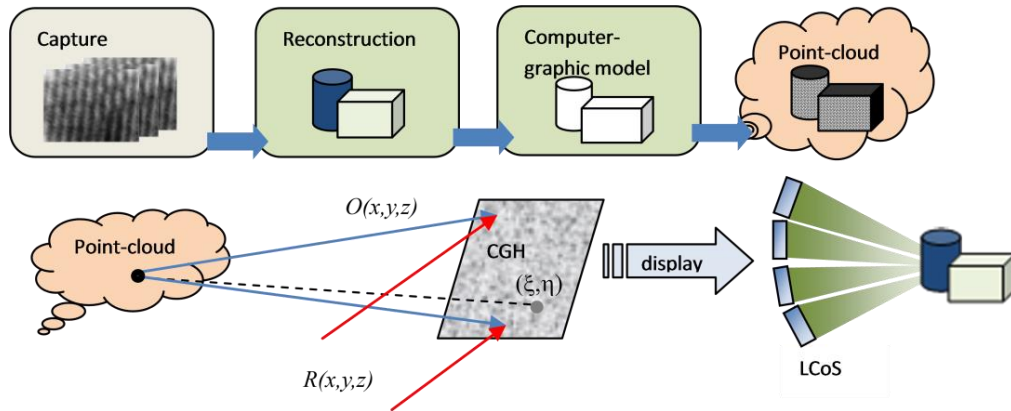 Capture
Reconstruction
Computer-
graphic model
Point-cloud
Point-cloud
O(x,y,z)
CGH
(ξ,η)
R(x,y,z)
display
LCoS